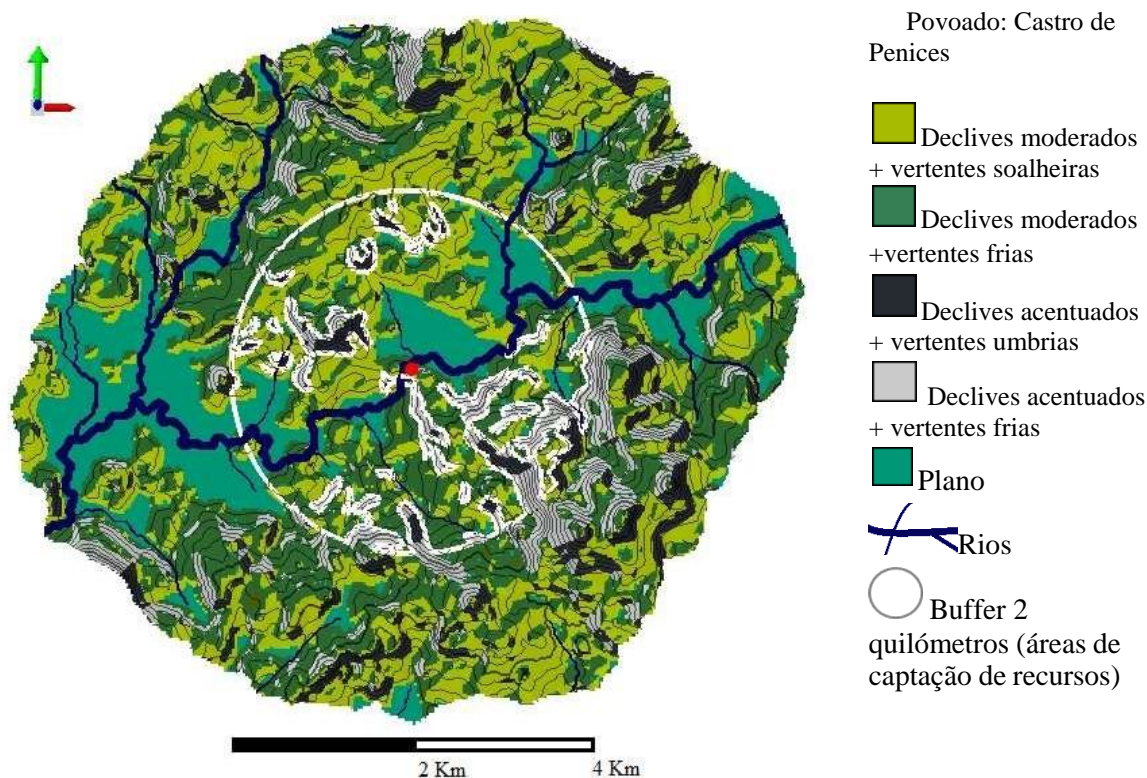 Povoado: Castro de
Penices
Declives moderados
+ vertentes soalheiras
Declives moderados
+vertentes frias
Declives acentuados
+ vertentes umbrias
Declives acentuados
+ vertentes frias
Plano
Rios
Buffer 2
quilómetros (áreas de
captação de recursos)
2 Km
4 Km